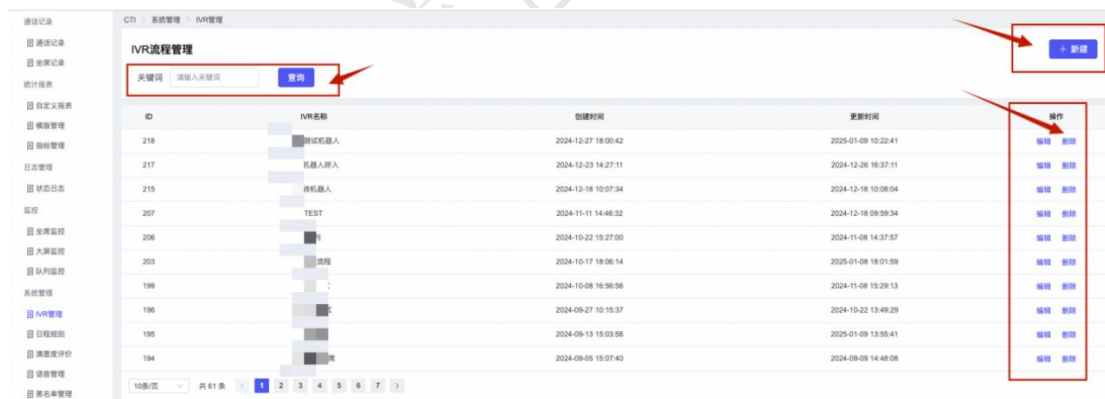 通话记录
通话记录
坐席记录
统计报表
自定义报表
模版管理
指标管理
日志管理
状态日志
监控
坐席监控
大屏监控
队列监控
系统管理
IVR管理
日程规则
满意度评价
语音管理
黑名单管理
CTI > 系统管理 > IVR管理
IVR流程管理
+ 新建
关键词 请输入关键词 查询
ID IVR名称 创建时间 更新时间 操作
218 测试机器人 2024-12-27 18:00:42 2025-01-09 10:22:41 编辑 删除
217 机器人呼入 2024-12-23 14:27:11 2024-12-26 16:37:11 编辑 删除
215 转机器人 2024-12-18 10:07:34 2024-12-18 10:08:04 编辑 删除
207 TEST 2024-11-11 14:46:32 2024-12-18 09:59:34 编辑 删除
206 2024-10-22 15:27:00 2024-11-08 14:37:57 编辑 删除
203 流程 2024-10-17 18:06:14 2025-01-08 18:01:59 编辑 删除
199 2024-10-08 16:56:56 2024-11-08 15:29:13 编辑 删除
196 2024-09-27 10:15:37 2024-10-22 13:49:29 编辑 删除
195 2024-09-13 15:03:56 2025-01-09 13:55:41 编辑 删除
194 席 2024-09-05 15:07:40 2024-09-09 14:48:08 编辑 删除
10条/页 共 61 条 < 1 2 3 4 5 6 7 >